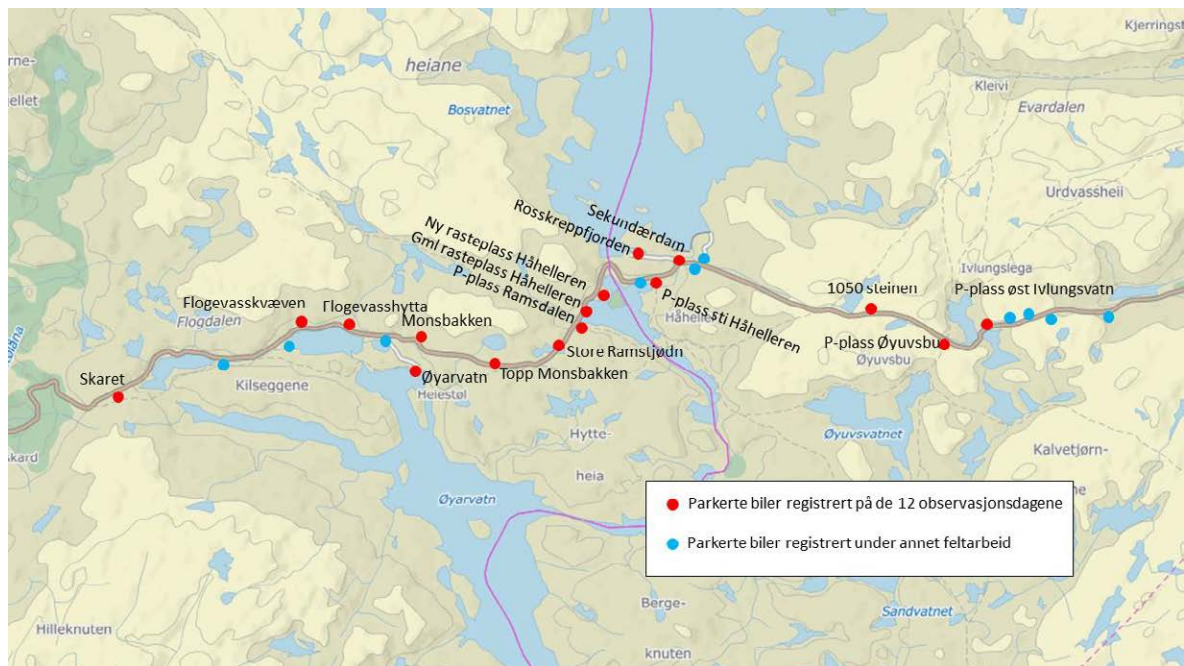 Kjerringst
rne-
ellet
heiane
Kleivi
Evardalen
Bosvatnet
Urdvassheii
Sekundærdam
Rosskreppfjorden
Ny rasteplass Håhelleren
Gml rasteplass Håhelleren
P-plass Ramsdalen
Ivlungslega
P-plass øst Ivlungsvatn
1050 steinen
P-plass sti Håhelleren
Håhelleren
Flogevasskvæven
Flogdalen
Flogevasshytta
Monsbakken
P-plass Øyuvsbu
Øyuvsbu
Store Ramstjødn
Topp Monsbakken
Skaret
Kilseggene
Øyarvatn
Heiestøl
Hytte-
heia
Øyuvsvatnet
Kalvetjørn-
ne
Øyarvatn
Parkerte biler registrert på de 12 observasjonsdagene
Parkerte biler registrert under annet feltarbeid
Berge-
knuten
Sandvatnet
Hilleknuten